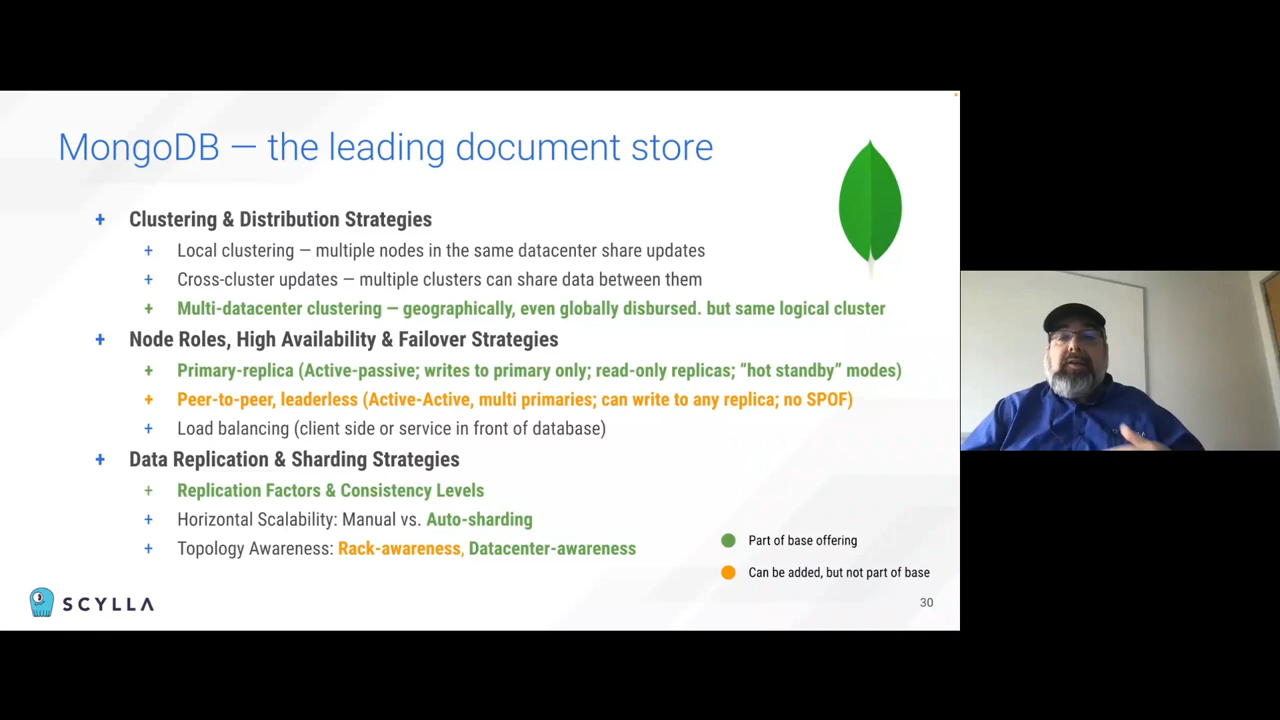 MongoDB — the leading document store
+ Clustering & Distribution Strategies
+ Local clustering — multiple nodes in the same datacenter share updates
+ Cross-cluster updates — multiple clusters can share data between them
+ Multi-datacenter clustering — geographically, even globally disbursed. but same logical cluster
+ Node Roles, High Availability & Failover Strategies
+ Primary-replica (Active-passive; writes to primary only; read-only replicas; “hot standby” modes)
+ Peer-to-peer, leaderless (Active-Active, multi primaries; can write to any replica; no SPOF)
+ Load balancing (client side or service in front of database)
+ Data Replication & Sharding Strategies
+ Replication Factors & Consistency Levels
+ Horizontal Scalability: Manual vs. Auto-sharding
+ Topology Awareness: Rack-awareness, Datacenter-awareness
Part of base offering
Can be added, but not part of base
SCYLLA
30